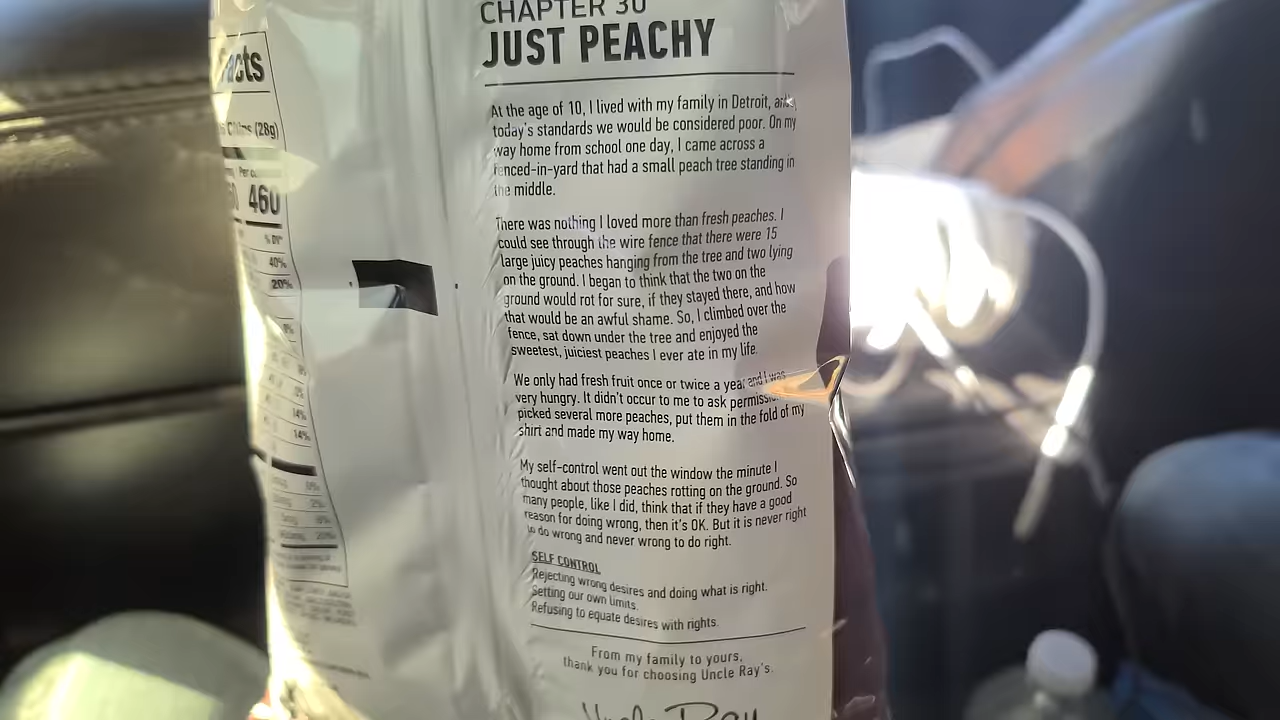 CHAPTER 30
JUST PEACHY
At the age of 10, I lived with my family in Detroit,
today's standards we would be considered poor. On my
way home from school one day, I came across a
fenced-in-yard that had a small peach tree standing in
the middle.
There was nothing I loved more than fresh peaches. I
could see through the wire fence that there were 15
large juicy peaches hanging from the tree and two lying
on the ground. I began to think that the two on the
ground would rot for sure, if they stayed there, and how
that would be an awful shame. So, I climbed over the
fence, sat down under the tree and enjoyed the
sweetest, juiciest peaches I ever ate in my life.
We only had fresh fruit once or twice a year and I was
very hungry. It didn't occur to me to ask
picked several more peaches, put them in the fold of my
shirt and made my way home.
My self-control went out the window the minute I
thought about those peaches rotting on the ground. So
many people, like I did, think that if they have a good
reason for doing wrong, then it's OK. But it is never right
to do wrong and never wrong to do right.
SELF CONTROL
Rejecting wrong desires and doing what is right.
Setting our own limits.
Refusing to equate desires with rights.
From my family to yours,
thank you for choosing Uncle Ray's.
Uncle Ray
acts
Chips (28g)
Per
460
% DV*
40%
20%
14%
14%